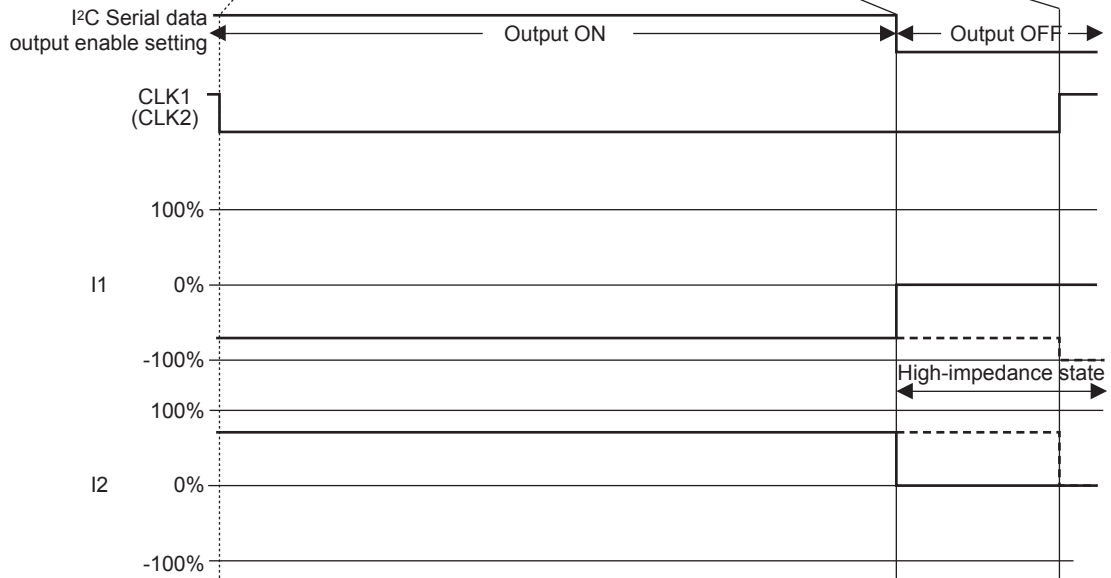 I²C Serial data
output enable setting
Output ON
Output OFF
CLK1
(CLK2)
100%
I1
0%
-100%
High-impedance state
100%
I2
0%
-100%